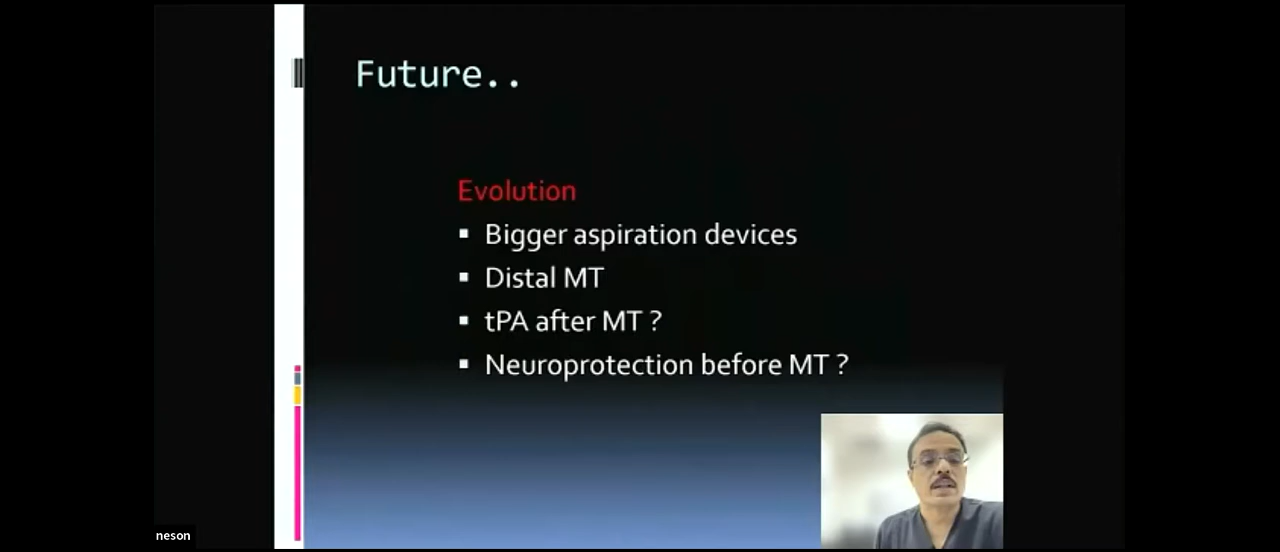 Future..
Evolution
▪ Bigger aspiration devices
▪ Distal MT
▪ tPA after MT ?
▪ Neuroprotection before MT ?
neson